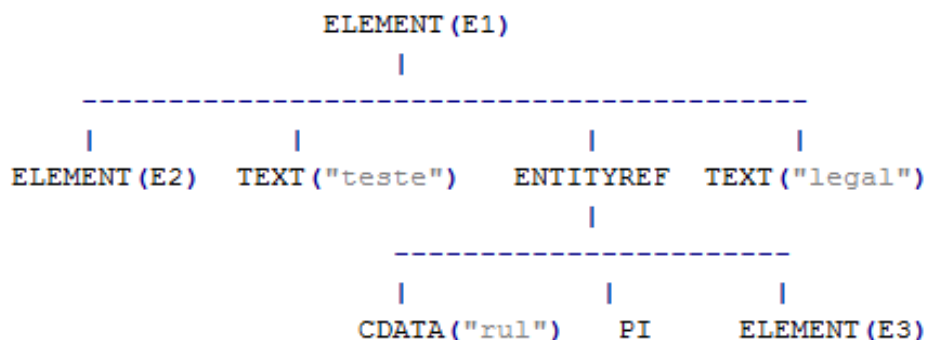 ELEMENT(E1)
|
------------------------------------------
| | | |
ELEMENT(E2) TEXT("teste") ENTITYREF TEXT("legal")
|
-----------------------
| | |
CDATA("rul") PI ELEMENT(E3)